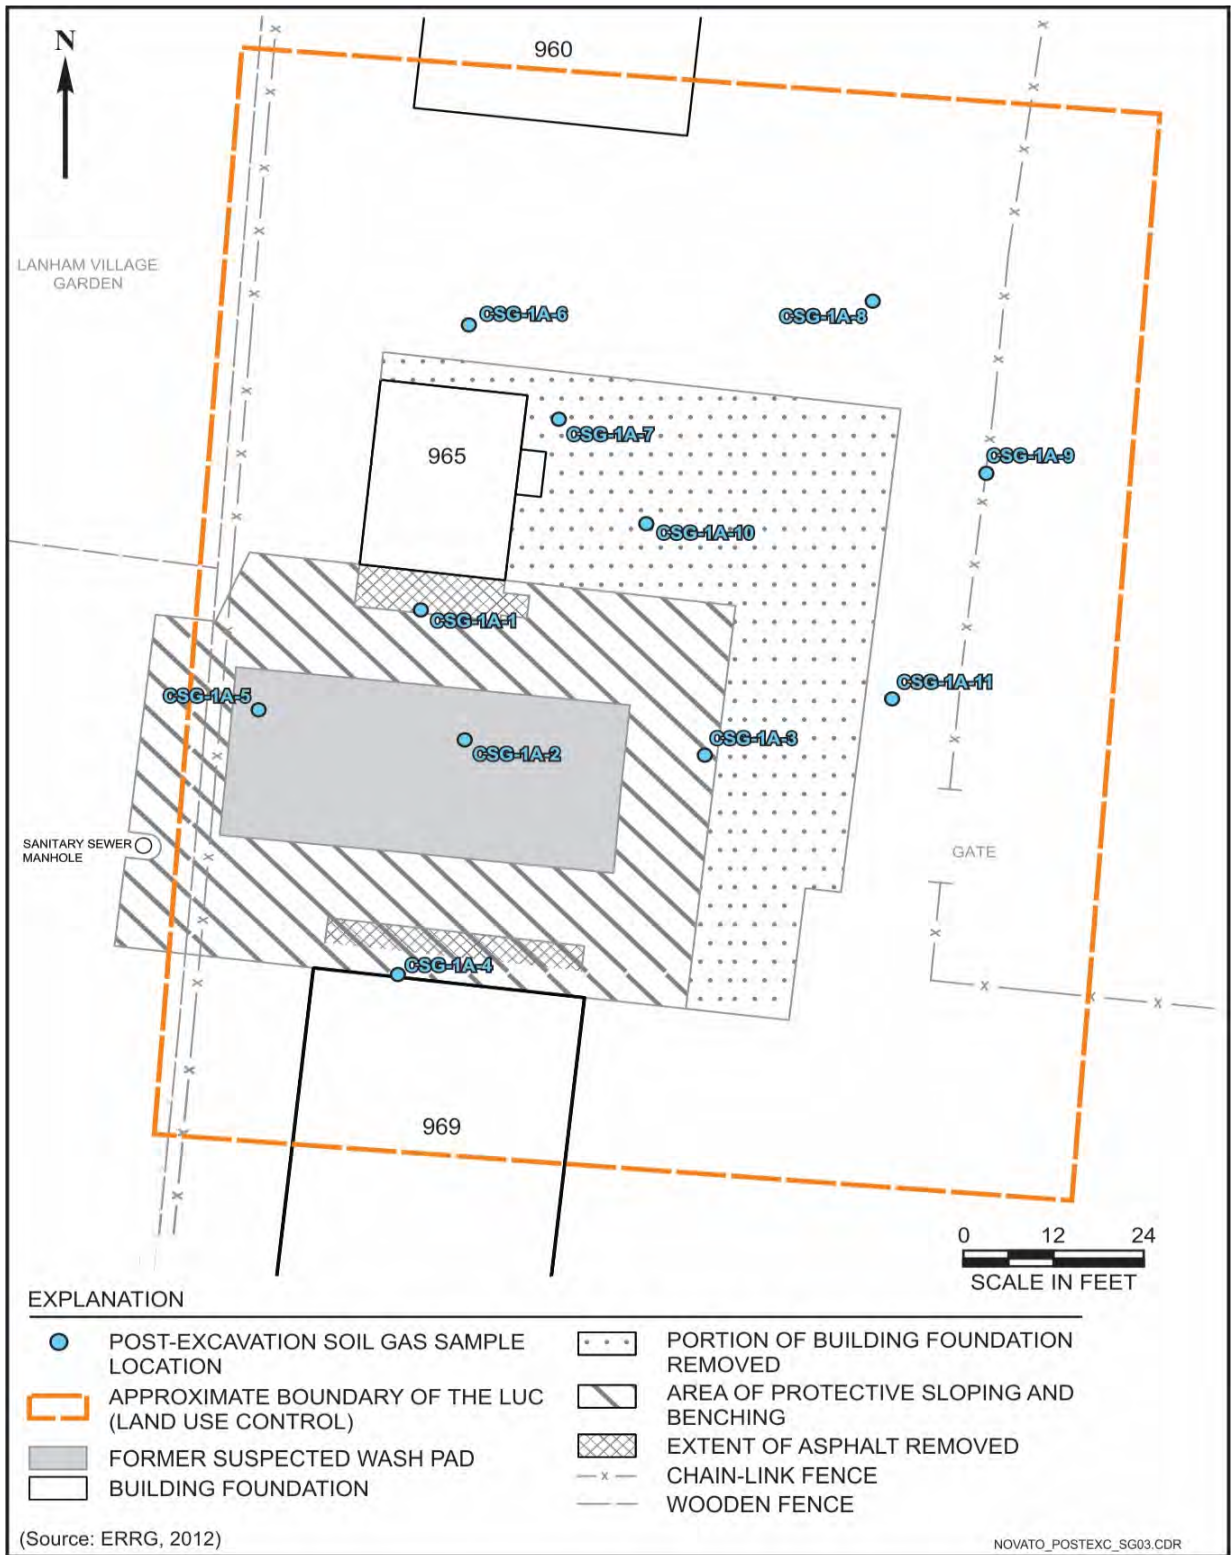 N
960
LANHAM VILLAGE
GARDEN
CSG-1A-6
CSG-1A-8
CSG-1A-7
965
CSG-1A-9
CSG-1A-10
CSG-1A-1
CSG-1A-5
CSG-1A-11
CSG-1A-2
CSG-1A-3
SANITARY SEWER
MANHOLE
GATE
CSG-1A-4
969
0 12 24
SCALE IN FEET
EXPLANATION
POST-EXCAVATION SOIL GAS SAMPLE
LOCATION
APPROXIMATE BOUNDARY OF THE LUC
(LAND USE CONTROL)
FORMER SUSPECTED WASH PAD
BUILDING FOUNDATION
PORTION OF BUILDING FOUNDATION
REMOVED
AREA OF PROTECTIVE SLOPING AND
BENCHING
EXTENT OF ASPHALT REMOVED
CHAIN-LINK FENCE
WOODEN FENCE
(Source: ERRG, 2012)
NOVATO_POSTEXC_SG03.CDR